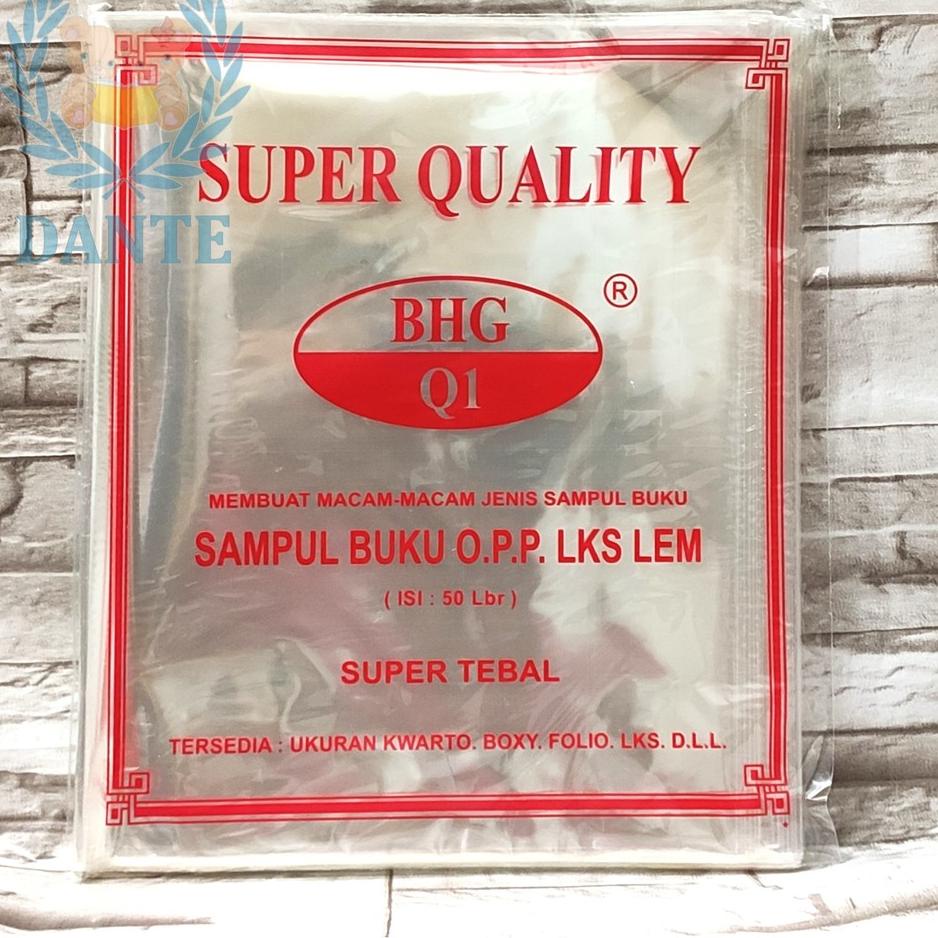 DANTE
SUPER QUALITY
®
BHG
Q1
MEMBUAT MACAM-MACAM JENIS SAMPUL BUKU
SAMPUL BUKU O.P.P. LKS LEM
( ISI : 50 Lbr )
SUPER TEBAL
TERSEDIA : UKURAN KWARTO. BOXY. FOLIO. LKS. D.L.L.